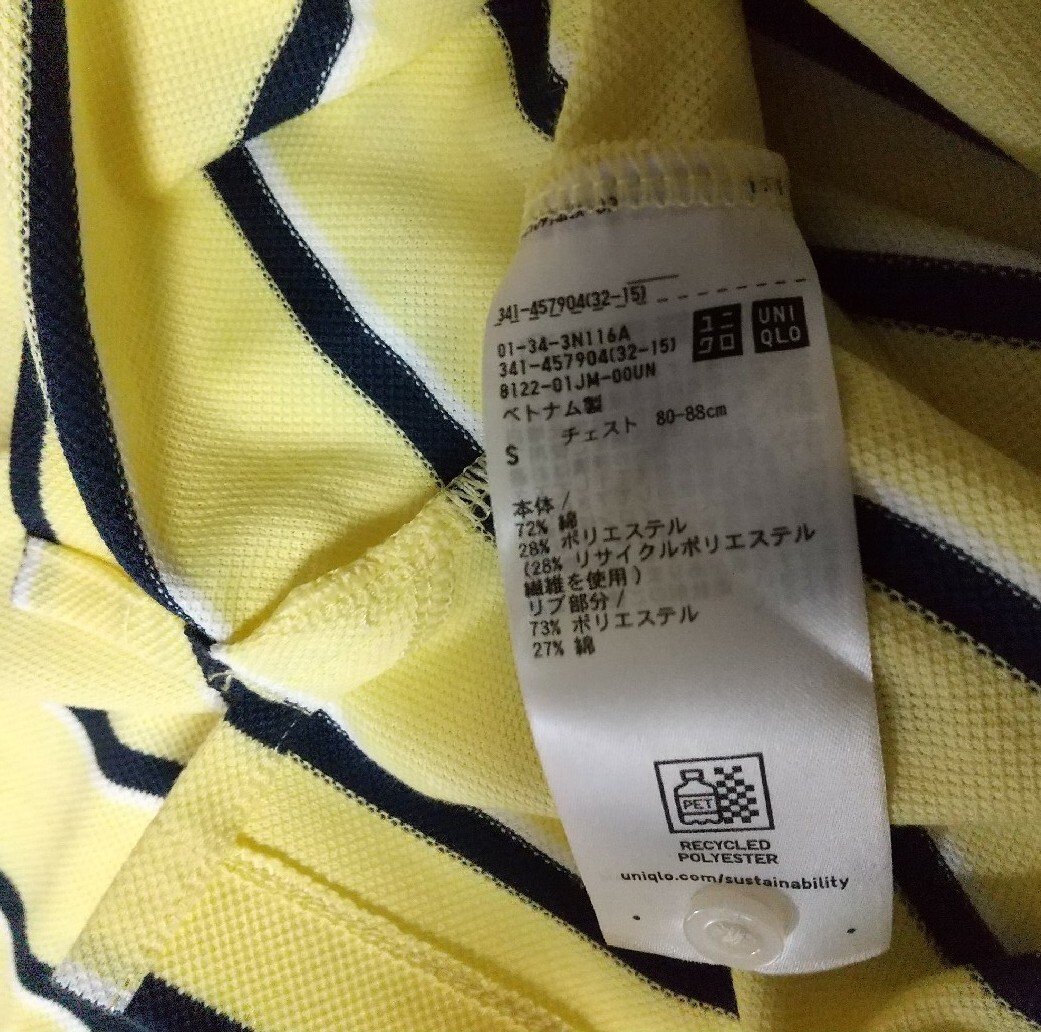 341-457904(32-15)
01-34-3N116A
341-457904(32-15)
8122-01JM-00UN
ユニ
クロ
UNI
QLO
ベトナム製
S チェスト 80-88cm
本体 /
72% 綿
28% ポリエステル
(28% リサイクルポリエステル
繊維を使用)
リブ部分 /
73% ポリエステル
27% 綿
PET
RECYCLED
POLYESTER
uniqlo.com/sustainability